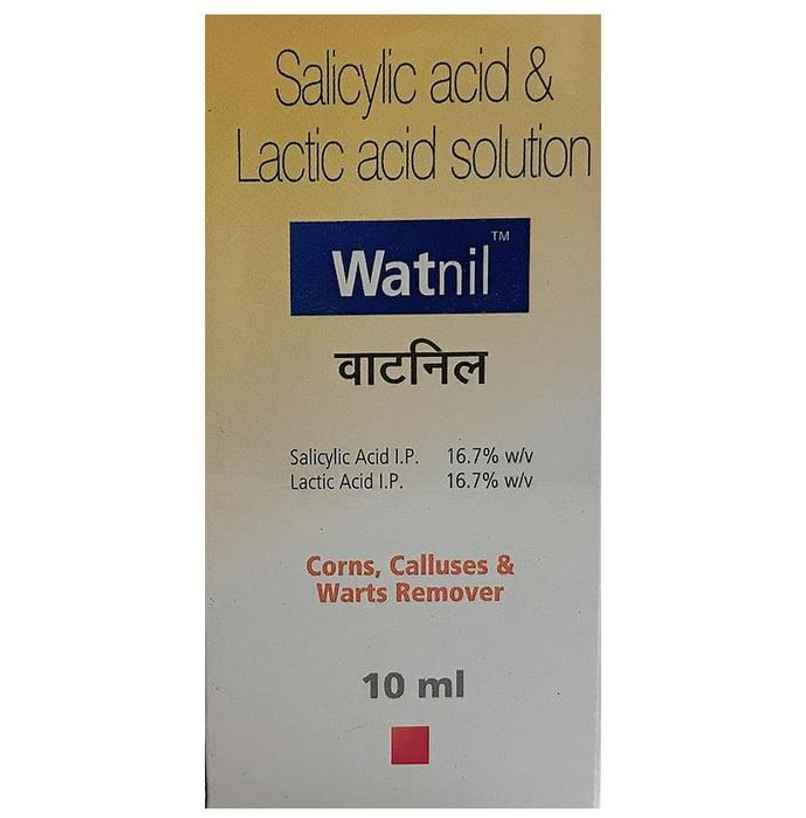 Salicylic acid &
Lactic acid solution
Watnil™
वाटनिल
Salicylic Acid I.P. 16.7% w/v
Lactic Acid I.P. 16.7% w/v
Corns, Calluses &
Warts Remover
10 ml